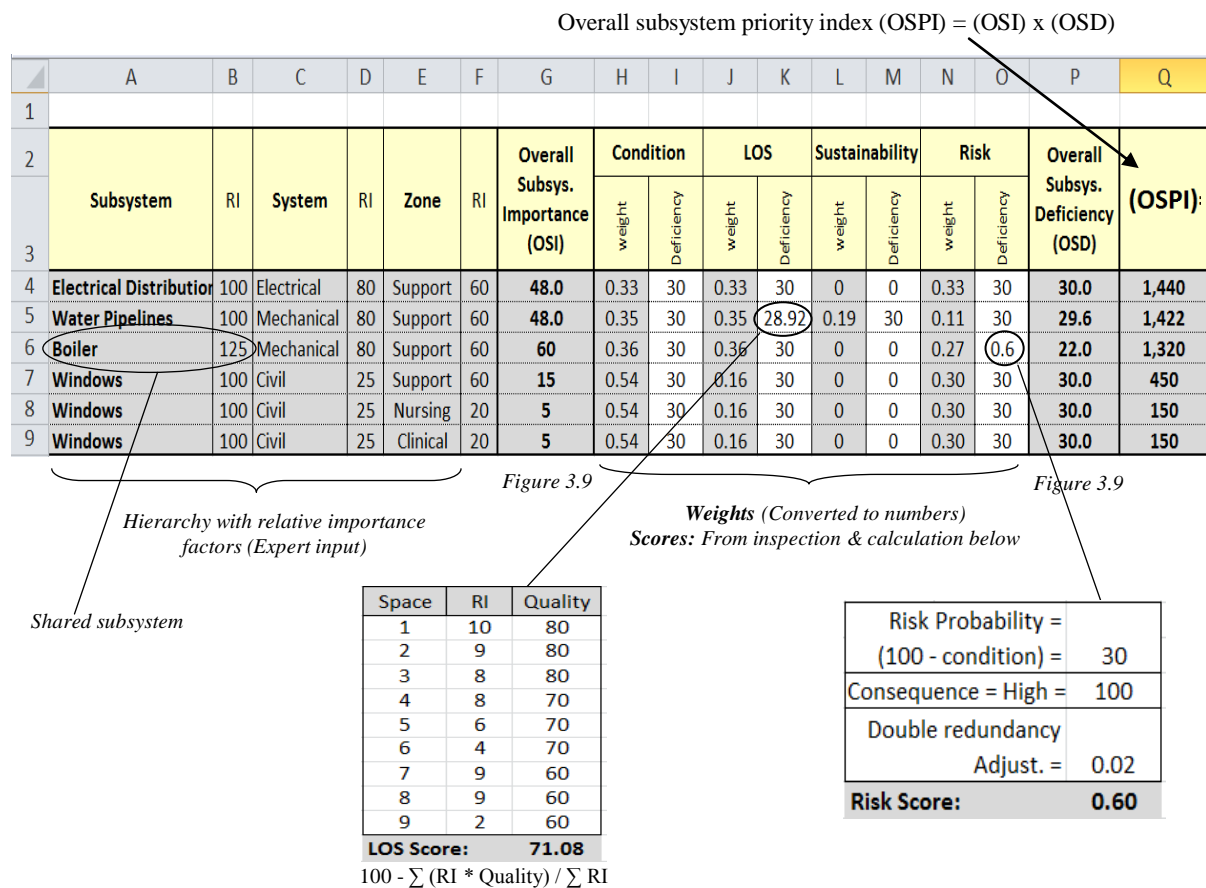 Overall subsystem priority index (OSPI) = (OSI) x (OSD)
A B C D E F G H I J K L M N O P Q
1
2 Subsystem RI System RI Zone RI Overall Subsys. Importance (OSI) Condition LOS Sustainability Risk Overall Subsys. Deficiency (OSD) (OSPI):
3 weight Deficiency weight Deficiency weight Deficiency weight Deficiency
4 Electrical Distribution 100 Electrical 80 Support 60 48.0 0.33 30 0.33 30 0 0 0.33 30 30.0 1,440
5 Water Pipelines 100 Mechanical 80 Support 60 48.0 0.35 30 0.35 28.92 0.19 30 0.11 30 29.6 1,422
6 Boiler 125 Mechanical 80 Support 60 60 0.36 30 0.36 30 0 0 0.27 0.6 22.0 1,320
7 Windows 100 Civil 25 Support 60 15 0.54 30 0.16 30 0 0 0.30 30 30.0 450
8 Windows 100 Civil 25 Nursing 20 5 0.54 30 0.16 30 0 0 0.30 30 30.0 150
9 Windows 100 Civil 25 Clinical 20 5 0.54 30 0.16 30 0 0 0.30 30 30.0 150
Figure 3.9 Figure 3.9
Hierarchy with relative importance
factors (Expert input)
Weights (Converted to numbers)
Scores: From inspection & calculation below
Shared subsystem
Space RI Quality
1 10 80
2 9 80
3 8 80
4 8 70
5 6 70
6 4 70
7 9 60
8 9 60
9 2 60
LOS Score: 71.08
100 - ∑ (RI * Quality) / ∑ RI
Risk Probability =
(100 - condition) = 30
Consequence = High = 100
Double redundancy
Adjust. = 0.02
Risk Score: 0.60